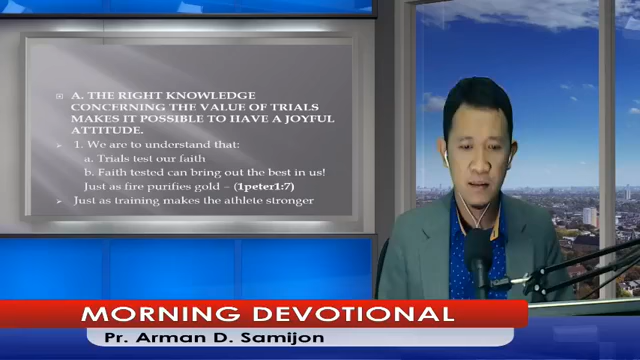 A. THE RIGHT KNOWLEDGE
CONCERNING THE VALUE OF TRIALS
MAKES IT POSSIBLE TO HAVE A JOYFUL
ATTITUDE.
1. We are to understand that:
a. Trials test our faith
b. Faith tested can bring out the best in us!
Just as fire purifies gold – (1peter1:7)
Just as training makes the athlete stronger
MORNING DEVOTIONAL
Pr. Arman D. Samijon